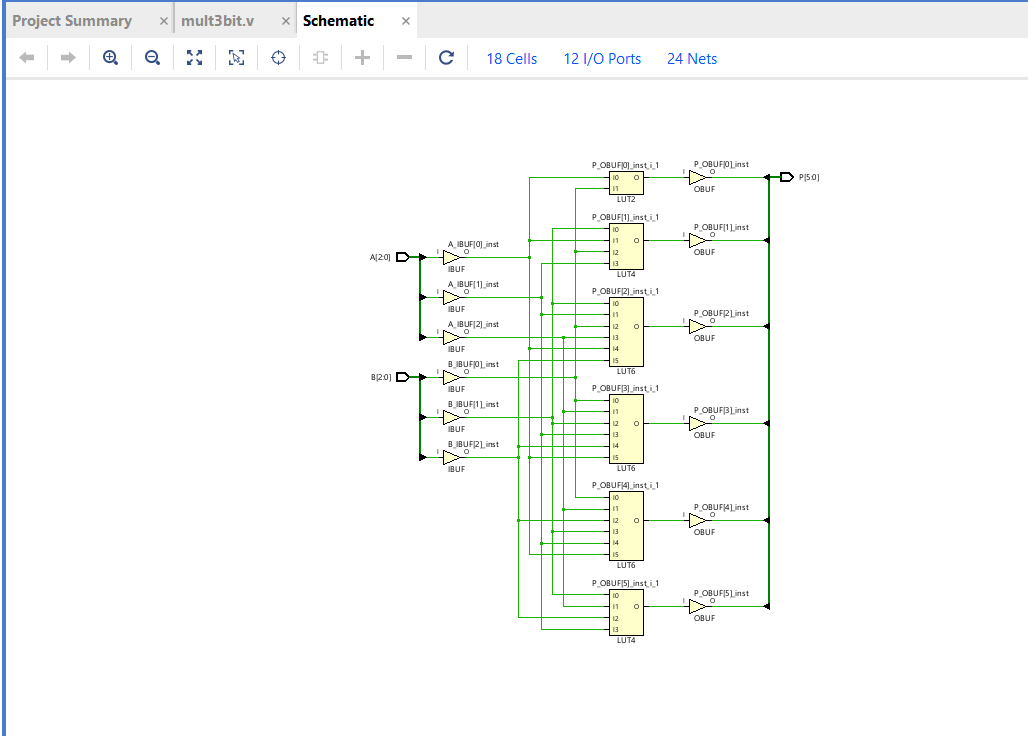 Project Summary × mult3bit.v × Schematic ×
18 Cells 12 I/O Ports 24 Nets
P_OBUF[0]_inst_i_1 P_OBUF[0]_inst
I0 O I O P[5:0]
I1
LUT2 OBUF
P_OBUF[1]_inst_i_1 P_OBUF[1]_inst
I0
I1 O I O
I2
I3
LUT4 OBUF
A_IBUF[0]_inst
A[2:0] I O
IBUF
A_IBUF[1]_inst
I O
IBUF
A_IBUF[2]_inst
I O
IBUF
P_OBUF[2]_inst_i_1 P_OBUF[2]_inst
I0
I1
I2 O I O
I3
I4
I5
LUT6 OBUF
B_IBUF[0]_inst
B[2:0] I O
IBUF
B_IBUF[1]_inst
I O
IBUF
B_IBUF[2]_inst
I O
IBUF
P_OBUF[3]_inst_i_1 P_OBUF[3]_inst
I0
I1
I2 O I O
I3
I4
I5
LUT6 OBUF
P_OBUF[4]_inst_i_1 P_OBUF[4]_inst
I0
I1
I2 O I O
I3
I4
I5
LUT6 OBUF
P_OBUF[5]_inst_i_1 P_OBUF[5]_inst
I0
I1 O I O
I2
I3
LUT4 OBUF